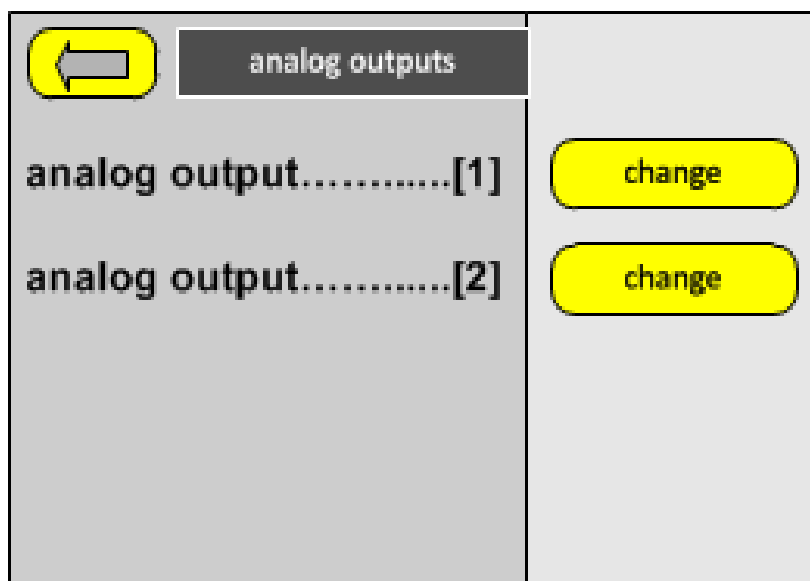 analog outputs
analog output...........[1] change
analog output...........[2] change